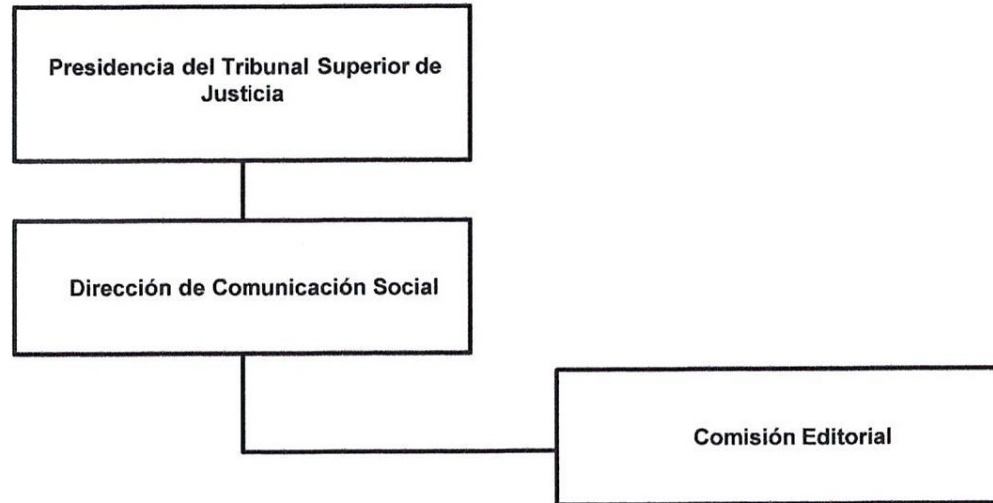 Presidencia del Tribunal Superior de
Justicia
Dirección de Comunicación Social
Comisión Editorial